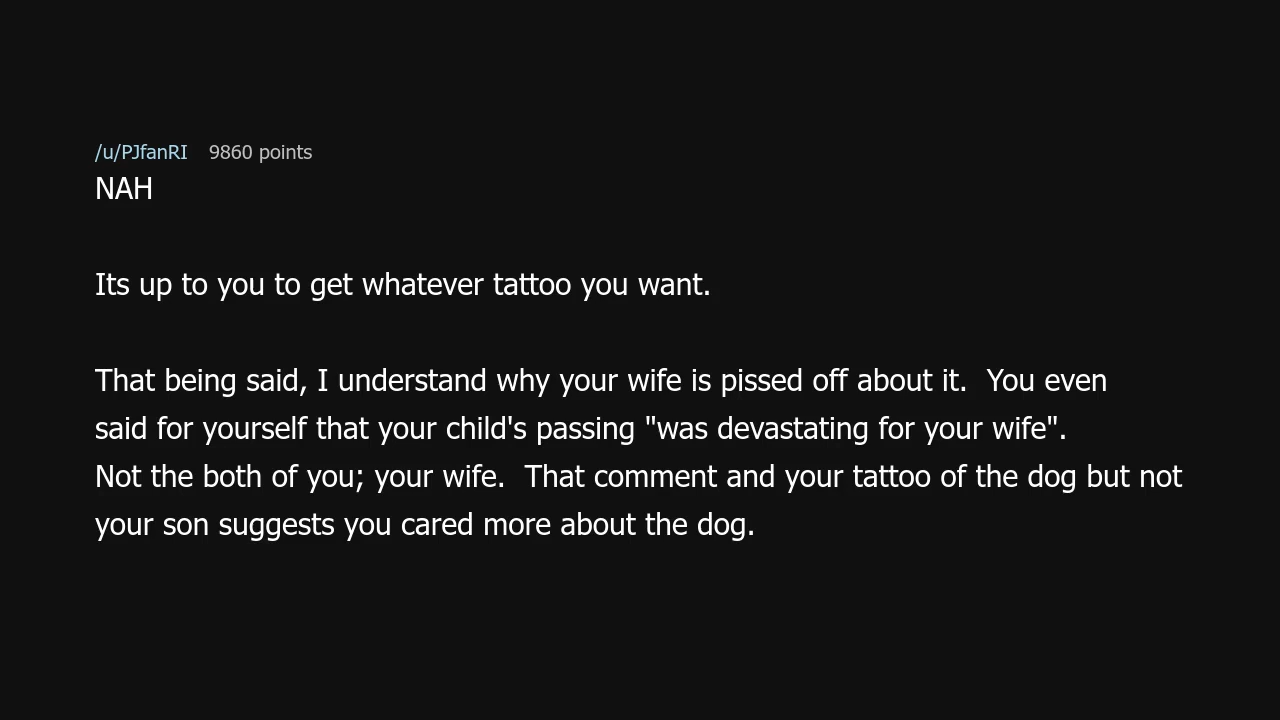 /u/PJfanRI 9860 points
NAH
Its up to you to get whatever tattoo you want.
That being said, I understand why your wife is pissed off about it.  You even
said for yourself that your child's passing "was devastating for your wife".
Not the both of you; your wife.  That comment and your tattoo of the dog but not
your son suggests you cared more about the dog.